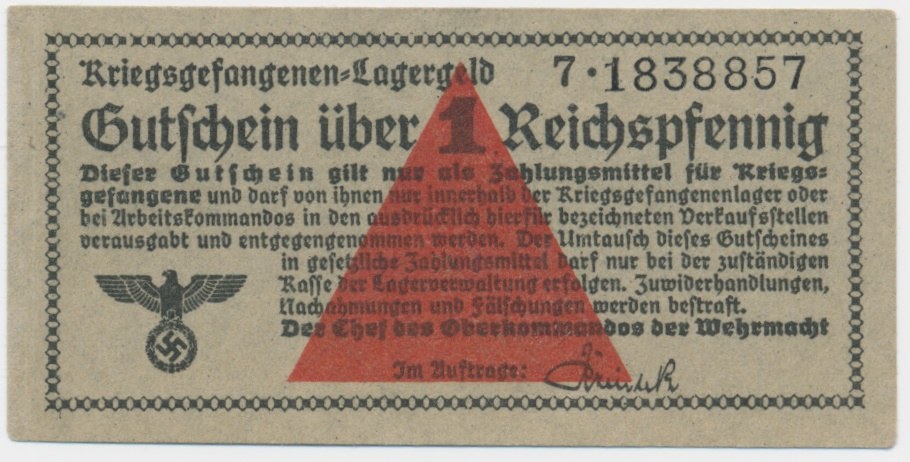 Kriegsgefangenen-Lagergeld 7·1838857
Gutschein über 1 Reichspfennig
Dieser Gutschein gilt nur als Zahlungsmittel für Kriegs-
gefangene und darf von ihnen nur innerhalb der Kriegsgefangenenlager oder
bei Arbeitskommandos in den ausdrücklich hierfür bezeichneten Verkaufsstellen
verausgabt und entgegengenommen werden. Der Umtausch dieses Gutscheines
in gesetzliche Zahlungsmittel darf nur bei der zuständigen
Kasse der Lagerverwaltung erfolgen. Zuwiderhandlungen,
Nachahmungen und Fälschungen werden bestraft.
Der Chef des Oberkommandos der Wehrmacht
Im Auftrage: